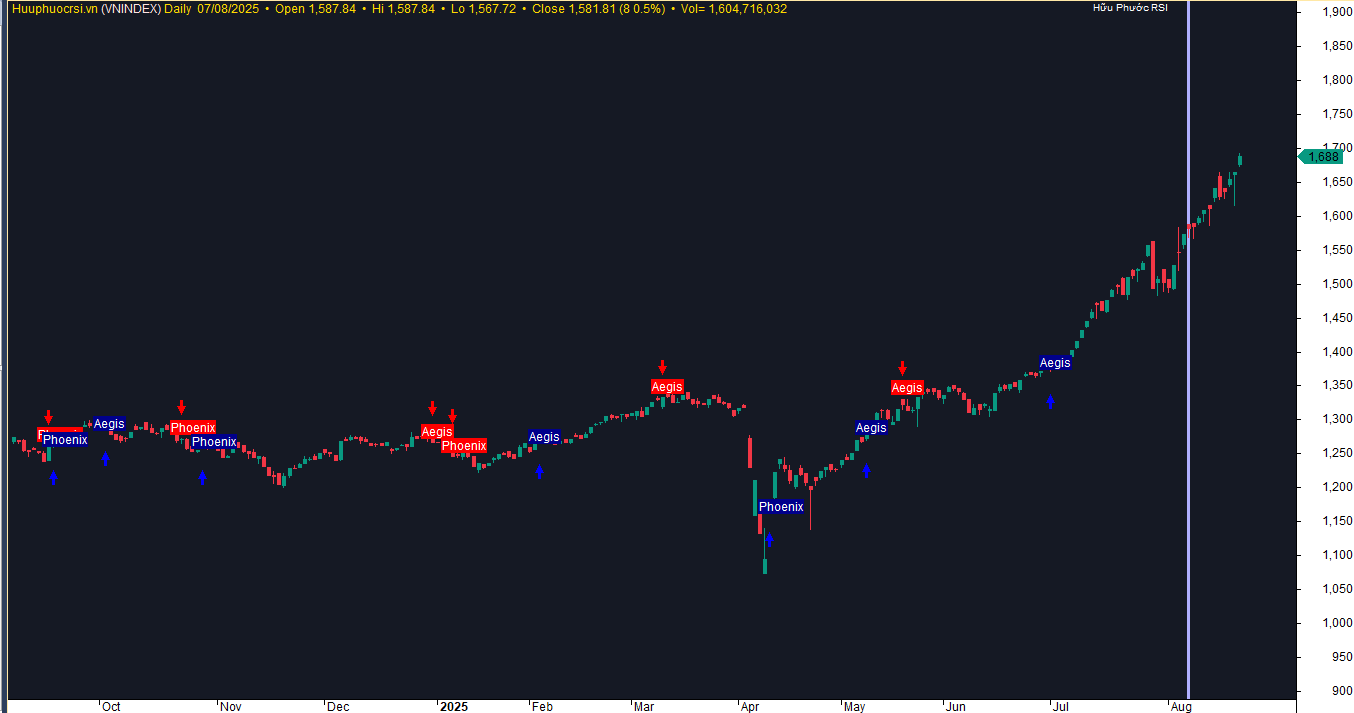 Huuphuocrsi.vn (VNINDEX) Daily 07/08/2025 • Open 1,587.84 • Hi 1,587.84 • Lo 1,567.72 • Close 1,581.81 (8 0.5%) • Vol= 1,604,716,032
Hữu Phước RSI
1,900
1,850
1,800
1,750
1,700
1,688
1,650
1,600
1,550
1,500
1,450
1,400
1,350
1,300
1,250
1,200
1,150
1,100
1,050
1,000
950
900
Aegis
Aegis
Aegis
Aegis
Phoenix
Aegis
Aegis
Phoenix
Phoenix
Aegis
Phoenix
Phoenix
Oct Nov Dec 2025 Feb Mar Apr May Jun Jul Aug